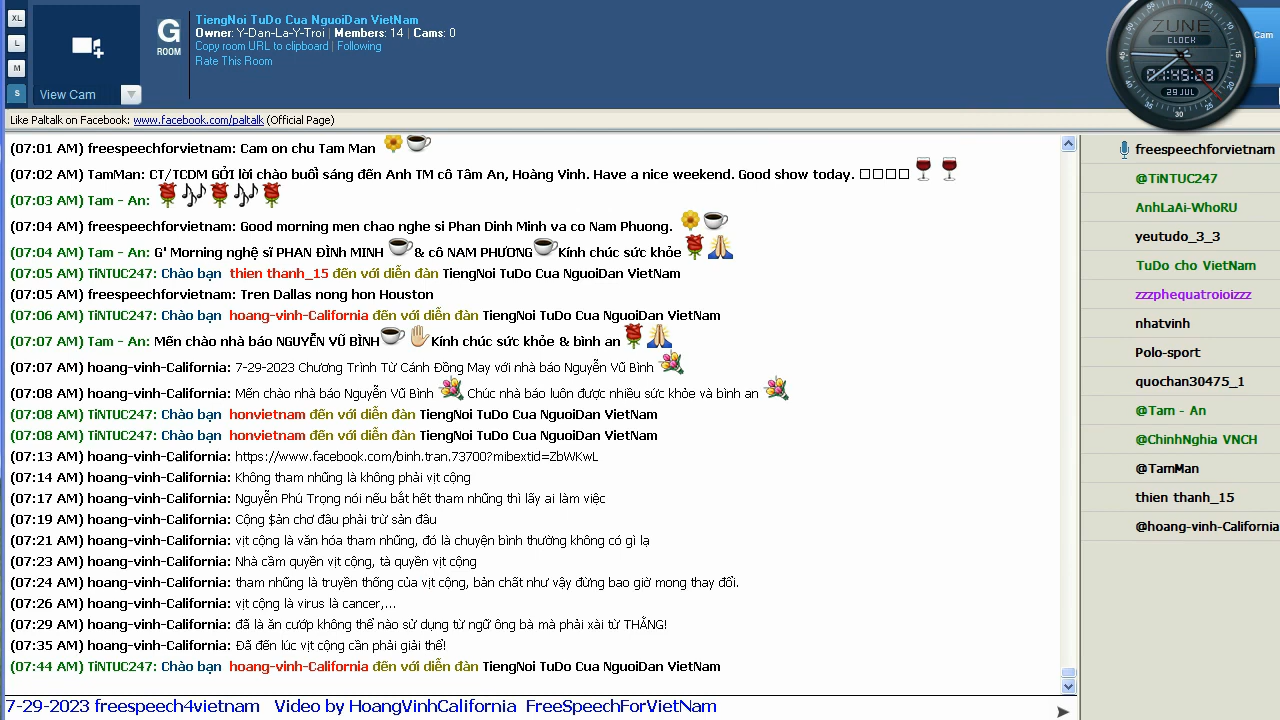 XL
L
M
S
View Cam
G
ROOM
TiengNoi TuDo Cua NguoiDan VietNam
Owner: Y-Dan-La-Y-Troi | Members: 14 | Cams: 0
Copy room URL to clipboard | Following
Rate This Room
ZUNE
CLOCK
29 JUL
Cam
Like Paltalk on Facebook: www.facebook.com/paltalk (Official Page)
(07:01 AM) freespeechforvietnam: Cam on chu Tam Man
(07:02 AM) TamMan: CT/TCDM GỞI lời chào buổi sáng đến Anh TM cô Tâm An, Hoàng Vinh. Have a nice weekend. Good show today.
(07:03 AM) Tam - An:
(07:04 AM) freespeechforvietnam: Good morning men chao nghe si Phan Dinh Minh va co Nam Phuong.
(07:04 AM) Tam - An: G' Morning nghệ sĩ PHAN ĐÌNh MINH & cô NAM PHƯƠNG Kính chúc sức khỏe
(07:05 AM) TiNTUC247: Chào bạn thien thanh_15 đến với diễn đàn TiengNoi TuDo Cua NguoiDan VietNam
(07:05 AM) freespeechforvietnam: Tren Dallas nong hon Houston
(07:06 AM) TiNTUC247: Chào bạn hoang-vinh-California đến với diễn đàn TiengNoi TuDo Cua NguoiDan VietNam
(07:07 AM) Tam - An: Mến chào nhà báo NGUYỄN VŨ BÌNH Kính chúc sức khỏe & bình an
(07:07 AM) hoang-vinh-California: 7-29-2023 Chương Trình Từ Cánh Đồng May với nhà báo Nguyễn Vũ Bình
(07:08 AM) hoang-vinh-California: Mến chào nhà báo Nguyễn Vũ Bình Chúc nhà báo luôn được nhiều sức khỏe và bình an
(07:08 AM) TiNTUC247: Chào bạn honvietnam đến với diễn đàn TiengNoi TuDo Cua NguoiDan VietNam
(07:08 AM) TiNTUC247: Chào bạn honvietnam đến với diễn đàn TiengNoi TuDo Cua NguoiDan VietNam
(07:13 AM) hoang-vinh-California: https://www.facebook.com/binh.tran.73700?mibextid=ZbWKwL
(07:14 AM) hoang-vinh-California: Không tham nhũng là không phải vịt cộng
(07:17 AM) hoang-vinh-California: Nguyễn Phú Trọng nói nếu bắt hết tham nhũng thì lấy ai làm việc
(07:19 AM) hoang-vinh-California: Cộng $ản chơ đâu phải trừ sản đâu
(07:21 AM) hoang-vinh-California: vịt cộng là văn hóa tham nhũng, đó là chuyện bình thường không có gì lạ
(07:23 AM) hoang-vinh-California: Nhà cầm quyền vịt cộng, tà quyền vịt cộng
(07:24 AM) hoang-vinh-California: tham nhũng là truyền thống của vịt cộng, bản chất như vậy đừng bao giờ mong thay đổi.
(07:26 AM) hoang-vinh-California: vịt cộng là virus là cancer,...
(07:29 AM) hoang-vinh-California: đã là ăn cướp không thể nào sử dụng từ ngữ ông bà mà phải xài từ THẰNG!
(07:35 AM) hoang-vinh-California: Đã đến lúc vịt cộng cần phải giải thể!
(07:44 AM) TiNTUC247: Chào bạn hoang-vinh-California đến với diễn đàn TiengNoi TuDo Cua NguoiDan VietNam
freespeechforvietnam
@TiNTUC247
AnhLaAi-WhoRU
yeutudo_3_3
TuDo cho VietNam
zzzphequatroioizzz
nhatvinh
Polo-sport
quochan30475_1
@Tam - An
@ChinhNghia VNCH
@TamMan
thien thanh_15
@hoang-vinh-California
7-29-2023 freespeech4vietnam Video by HoangVinhCalifornia FreeSpeechForVietNam